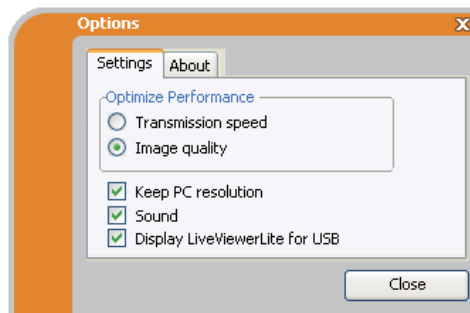 Options
X
Settings About
Optimize Performance
Transmission speed
Image quality
Keep PC resolution
Sound
Display LiveViewerLite for USB
Close